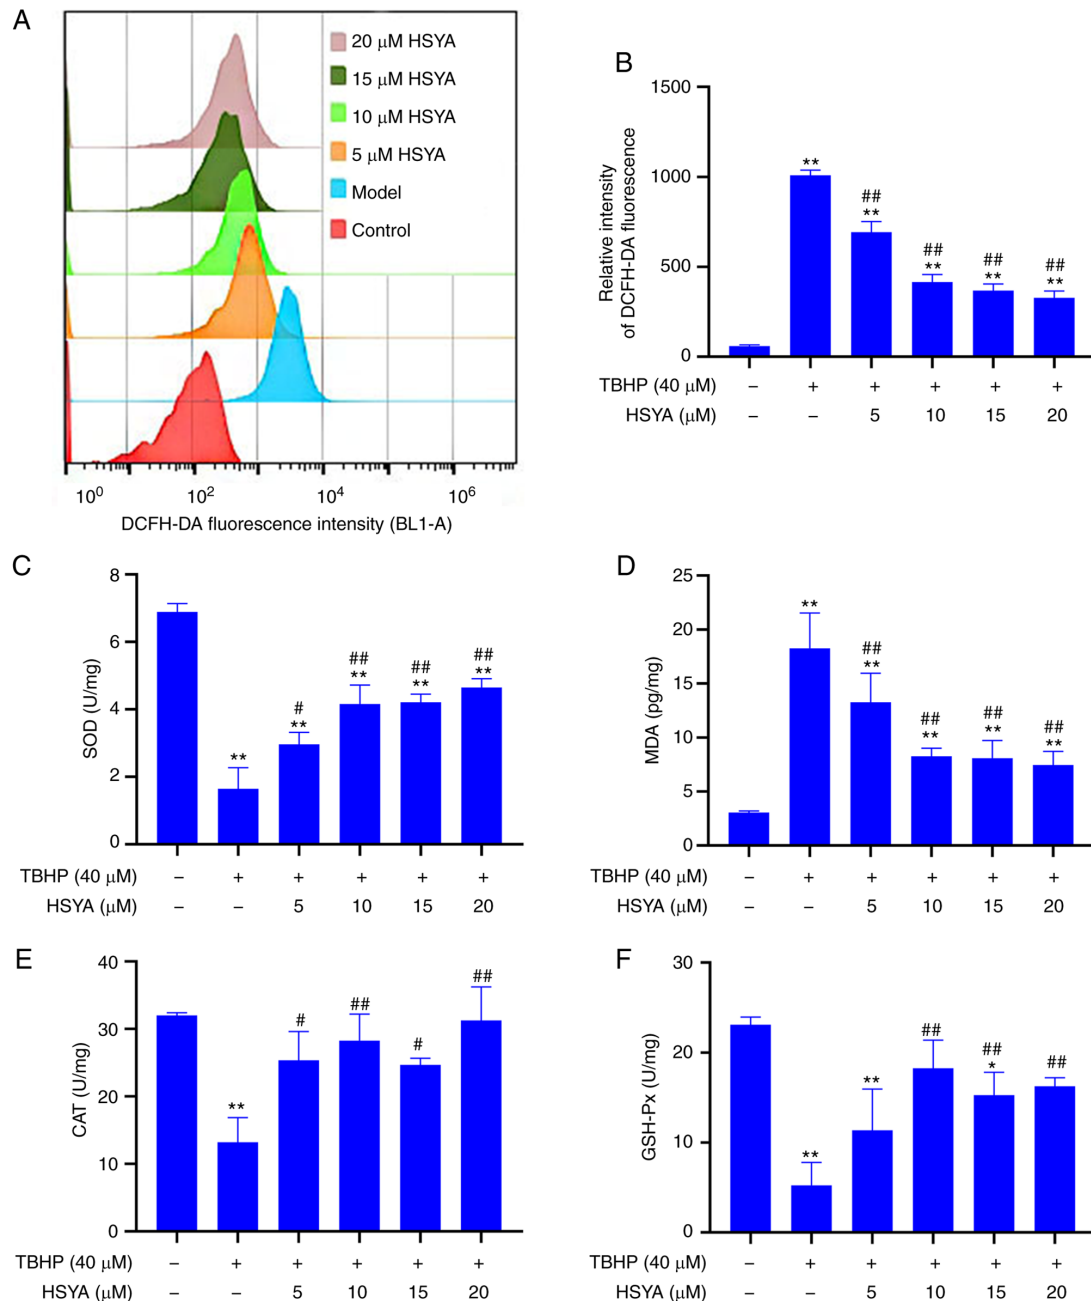 A
20 μM HSYA
15 μM HSYA
10 μM HSYA
5 μM HSYA
Model
Control
10⁰ 10² 10⁴ 10⁶
DCFH-DA fluorescence intensity (BL1-A)
B
Relative intensity
of DCFH-DA fluorescence
1500
1000
500
0
**
##
**
##
**
##
**
##
**
TBHP (40 μM) – + + + + +
HSYA (μM) – – 5 10 15 20
C
SOD (U/mg)
8
6
4
2
0
**
#
**
##
**
##
**
##
**
TBHP (40 μM) – + + + + +
HSYA (μM) – – 5 10 15 20
D
MDA (pg/mg)
25
20
15
10
5
0
**
##
**
##
**
##
**
##
**
TBHP (40 μM) – + + + + +
HSYA (μM) – – 5 10 15 20
E
CAT (U/mg)
40
30
20
10
0
**
#
##
#
##
TBHP (40 μM) – + + + + +
HSYA (μM) – – 5 10 15 20
F
GSH-Px (U/mg)
30
20
10
0
**
**
##
##
*
##
TBHP (40 μM) – + + + + +
HSYA (μM) – – 5 10 15 20